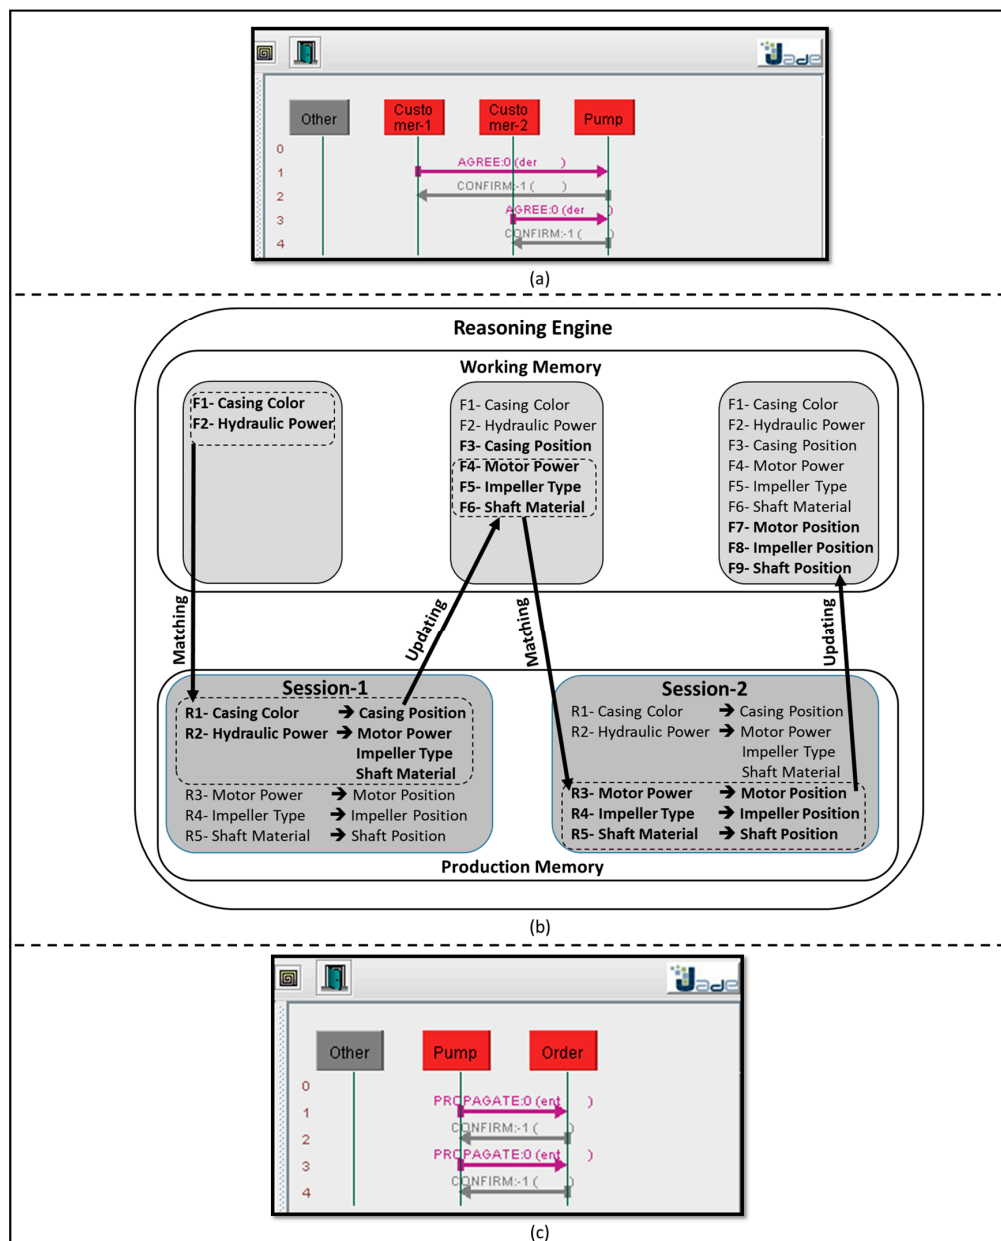 Jade
Other
Custo
mer-1
Custo
mer-2
Pump
0
AGREE:0 (der )
1
CONFIRM:-1 ( )
2
AGREE:0 (der )
3
CONFIRM:-1 ( )
4
(a)
Reasoning Engine
Working Memory
F1- Casing Color
F2- Hydraulic Power
F1- Casing Color
F2- Hydraulic Power
F3- Casing Position
F4- Motor Power
F5- Impeller Type
F6- Shaft Material
F1- Casing Color
F2- Hydraulic Power
F3- Casing Position
F4- Motor Power
F5- Impeller Type
F6- Shaft Material
F7- Motor Position
F8- Impeller Position
F9- Shaft Position
Matching
Updating
Matching
Updating
Session-1
R1- Casing Color ➔ Casing Position
R2- Hydraulic Power ➔ Motor Power
Impeller Type
Shaft Material
R3- Motor Power ➔ Motor Position
R4- Impeller Type ➔ Impeller Position
R5- Shaft Material ➔ Shaft Position
Session-2
R1- Casing Color ➔ Casing Position
R2- Hydraulic Power ➔ Motor Power
Impeller Type
Shaft Material
R3- Motor Power ➔ Motor Position
R4- Impeller Type ➔ Impeller Position
R5- Shaft Material ➔ Shaft Position
Production Memory
(b)
Jade
Other
Pump
Order
0
PROPAGATE:0 (ent )
1
CONFIRM:-1 ( )
2
PROPAGATE:0 (ent )
3
CONFIRM:-1 ( )
4
(c)